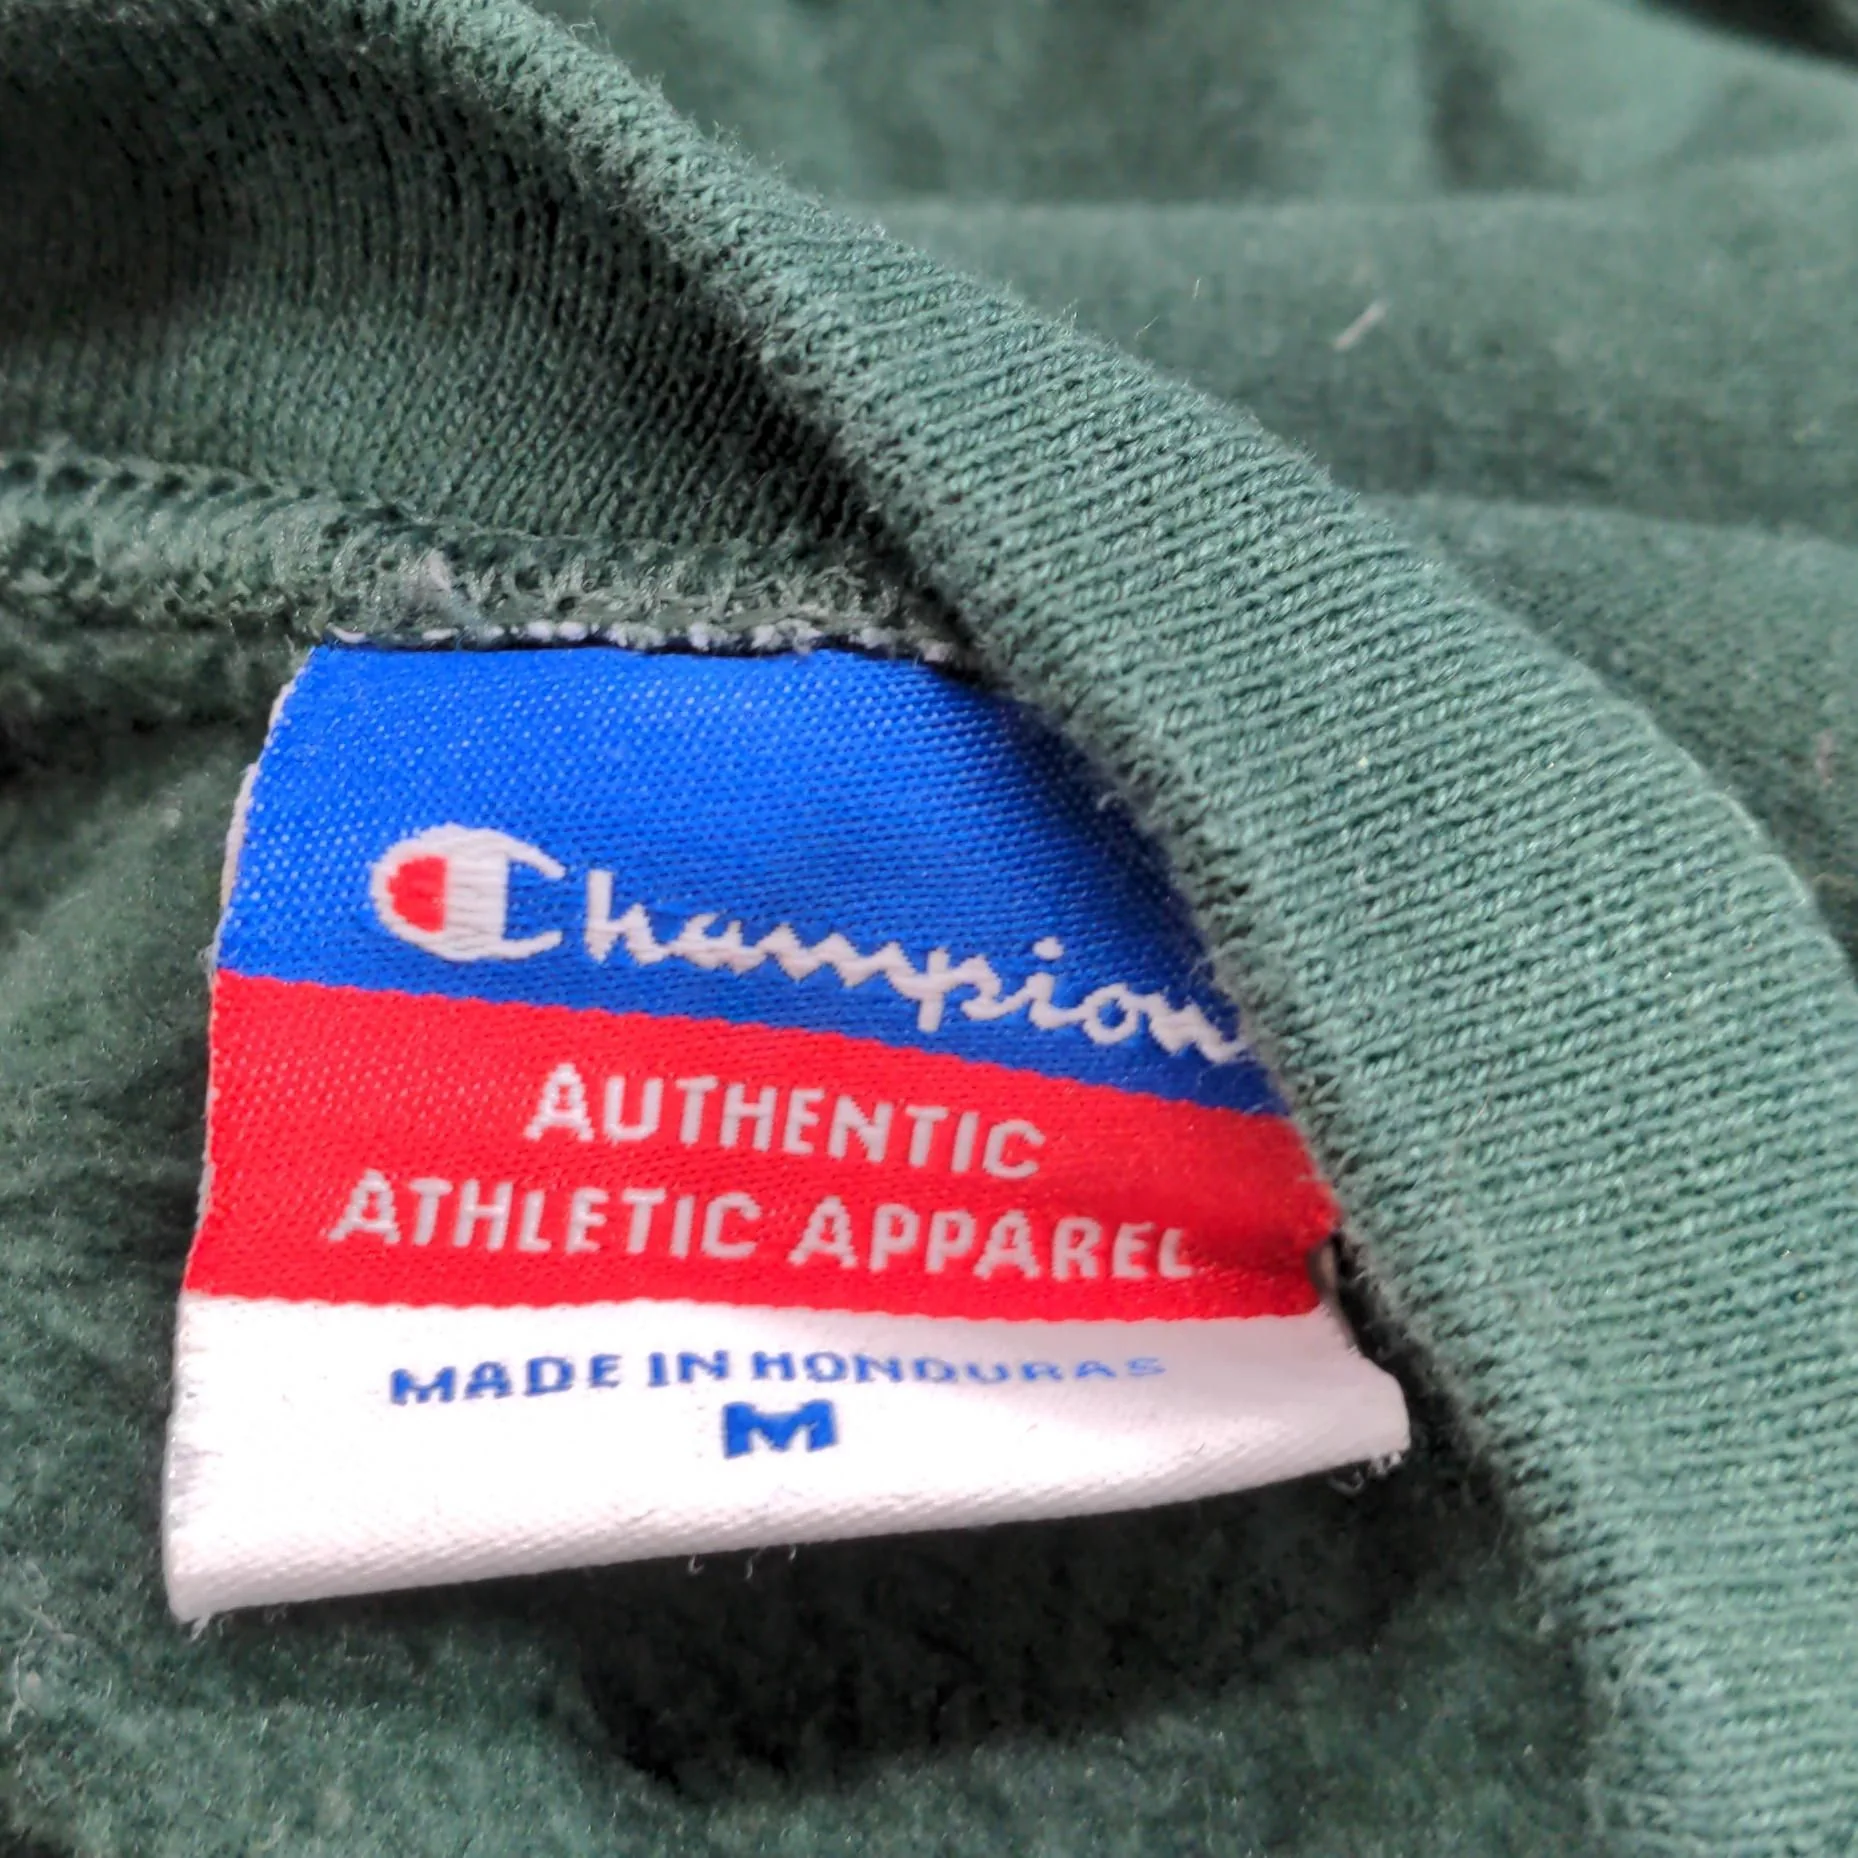 Champion
AUTHENTIC
ATHLETIC APPAREL
MADE IN HONDURAS
M